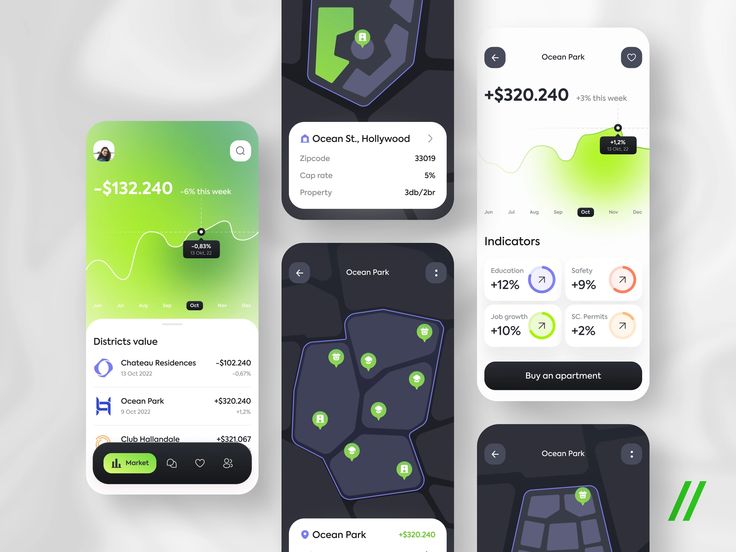 -$132.240 -6% this week
-0,83%
13 Okt, 22
Jun Jul Aug Sep Oct Nov Dec
Districts value
Chateau Residences -$102.240
13 Oct 2022 -0,67%
Ocean Park +$320.240
9 Oct 2022 +1,2%
Club Hallandale +$321.067
Market
Ocean St., Hollywood
Zipcode 33019
Cap rate 5%
Property 3db/2br
Ocean Park
Ocean Park +$320.240
Ocean Park
+$320.240 +3% this week
+1,2%
13 Okt, 22
Jun Jul Aug Sep Oct Nov Dec
Indicators
Education
+12%
Safety
+9%
Job growth
+10%
SC. Permits
+2%
Buy an apartment
Ocean Park